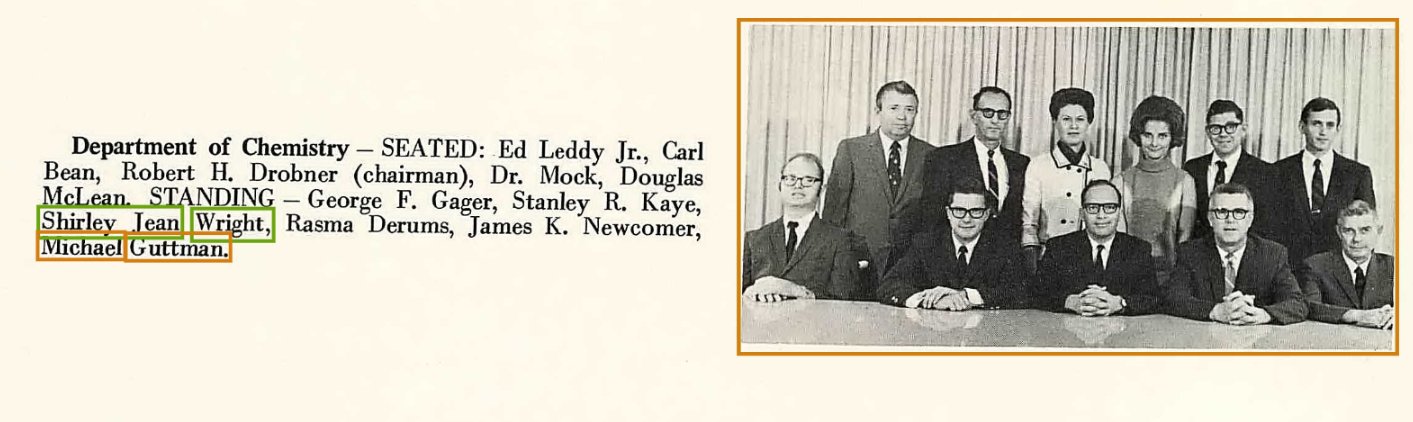 Department of Chemistry – SEATED: Ed Leddy Jr., Carl
Bean, Robert H. Drobner (chairman), Dr. Mock, Douglas
McLean. STANDING – George F. Gager, Stanley R. Kaye,
Shirley Jean Wright, Rasma Derums, James K. Newcomer,
Michael Guttman.